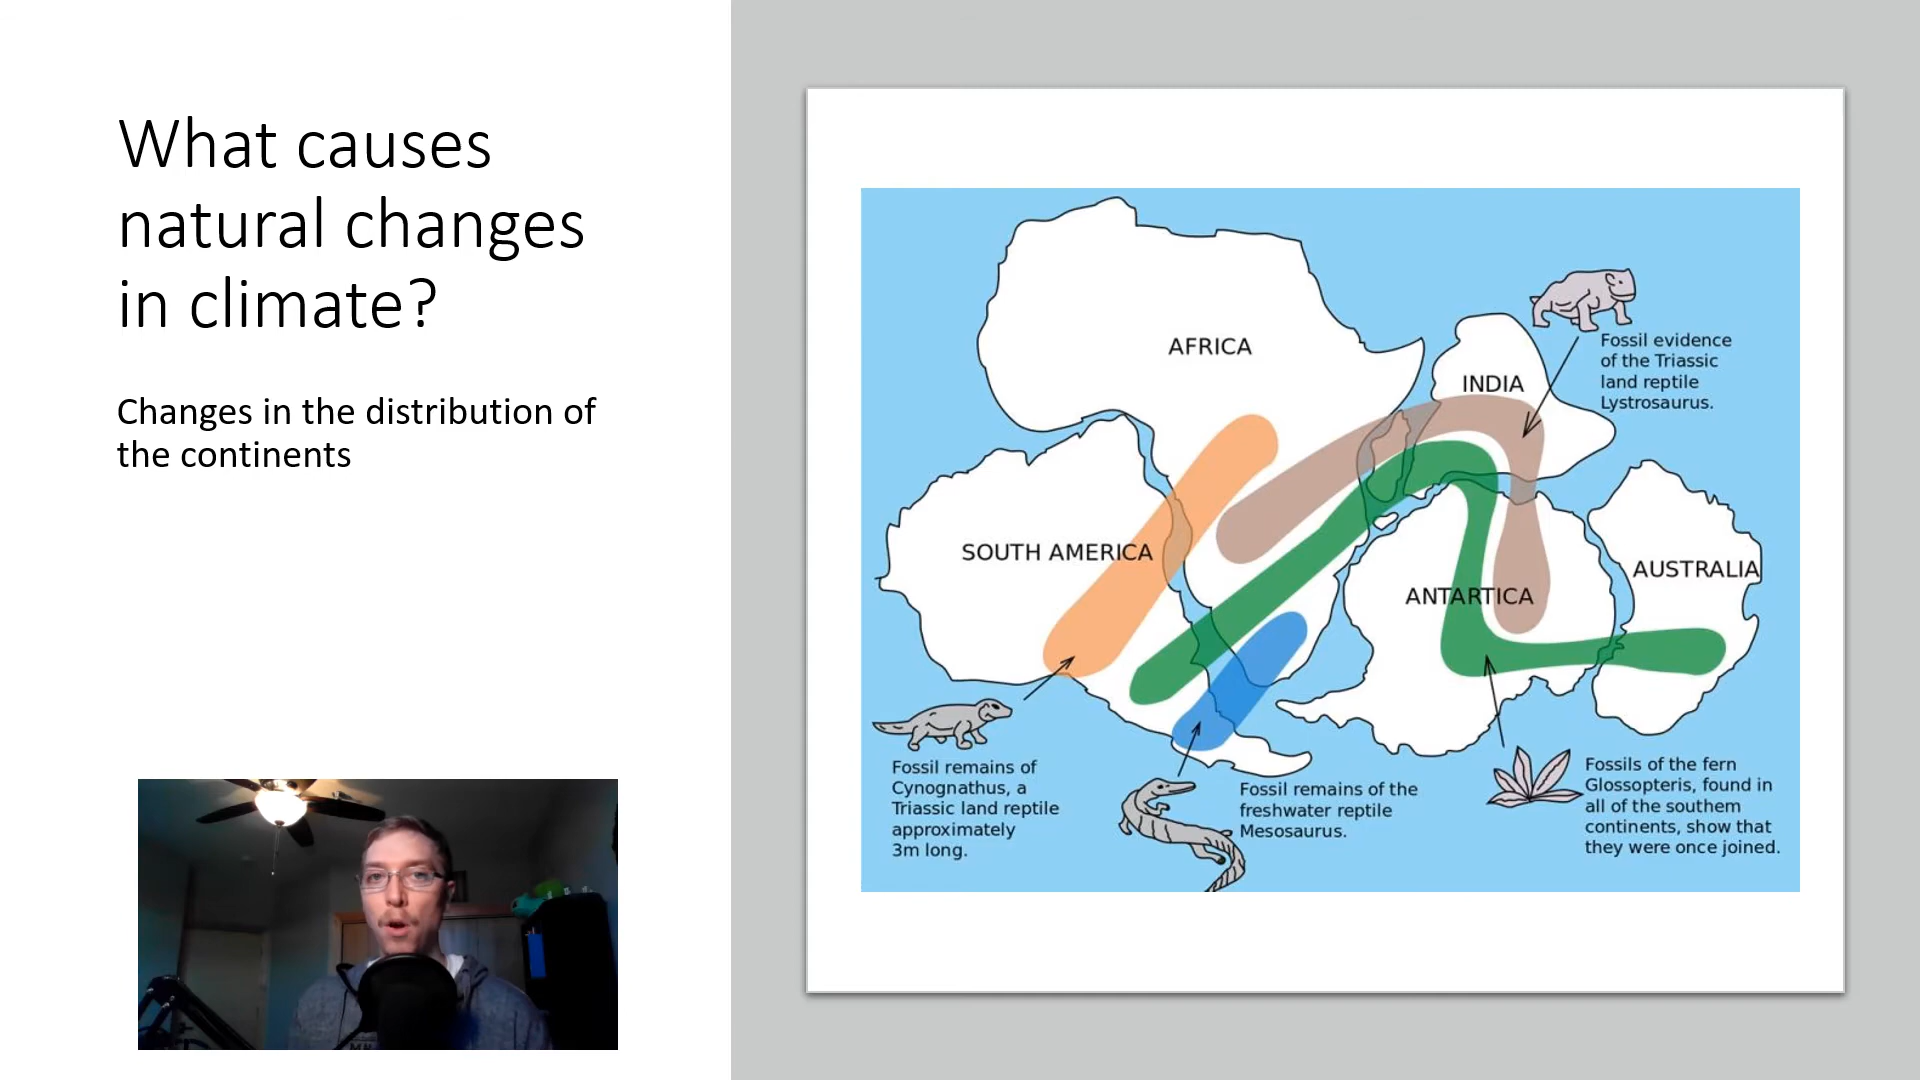 What causes
natural changes
in climate?
Changes in the distribution of
the continents
AFRICA
INDIA
Fossil evidence
of the Triassic
land reptile
Lystrosaurus.
SOUTH AMERICA
ANTARTICA
AUSTRALIA
Fossil remains of
Cynognathus, a
Triassic land reptile
approximately
3m long.
Fossil remains of the
freshwater reptile
Mesosaurus.
Fossils of the fern
Glossopteris, found in
all of the southem
continents, show that
they were once joined.